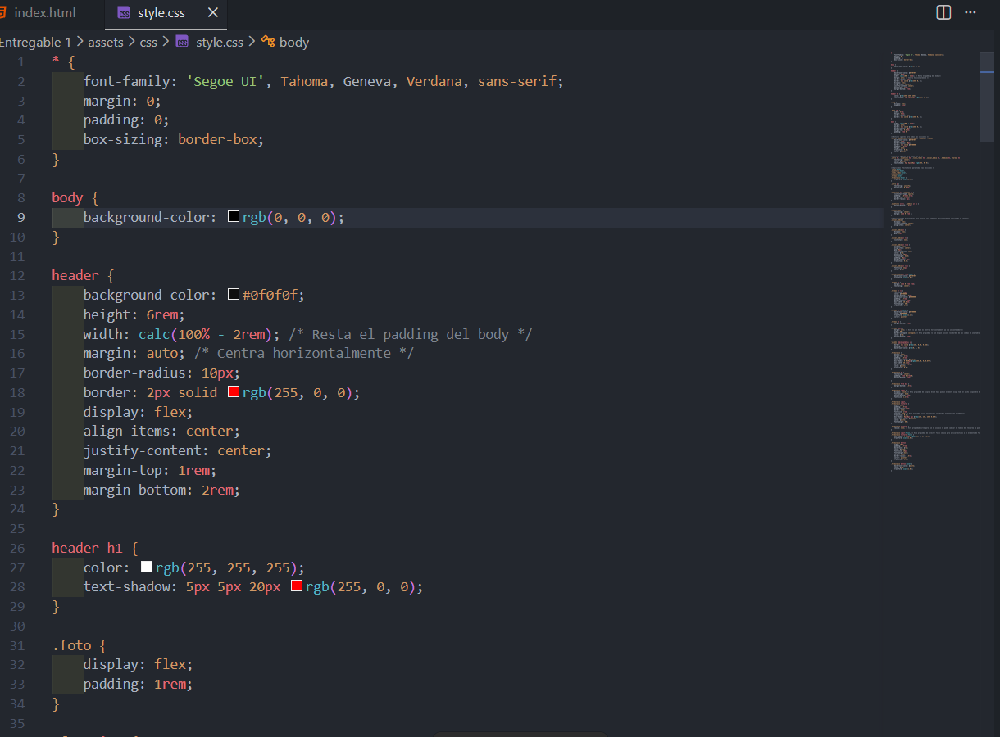 index.html
style.css
Entregable 1 > assets > css > style.css > body
1 * {
2 font-family: 'Segoe UI', Tahoma, Geneva, Verdana, sans-serif;
3 margin: 0;
4 padding: 0;
5 box-sizing: border-box;
6 }
7
8 body {
9 background-color: rgb(0, 0, 0);
10 }
11
12 header {
13 background-color: #0f0f0f;
14 height: 6rem;
15 width: calc(100% - 2rem); /* Resta el padding del body */
16 margin: auto; /* Centra horizontalmente */
17 border-radius: 10px;
18 border: 2px solid rgb(255, 0, 0);
19 display: flex;
20 align-items: center;
21 justify-content: center;
22 margin-top: 1rem;
23 margin-bottom: 2rem;
24 }
25
26 header h1 {
27 color: rgb(255, 255, 255);
28 text-shadow: 5px 5px 20px rgb(255, 0, 0);
29 }
30
31 .foto {
32 display: flex;
33 padding: 1rem;
34 }
35